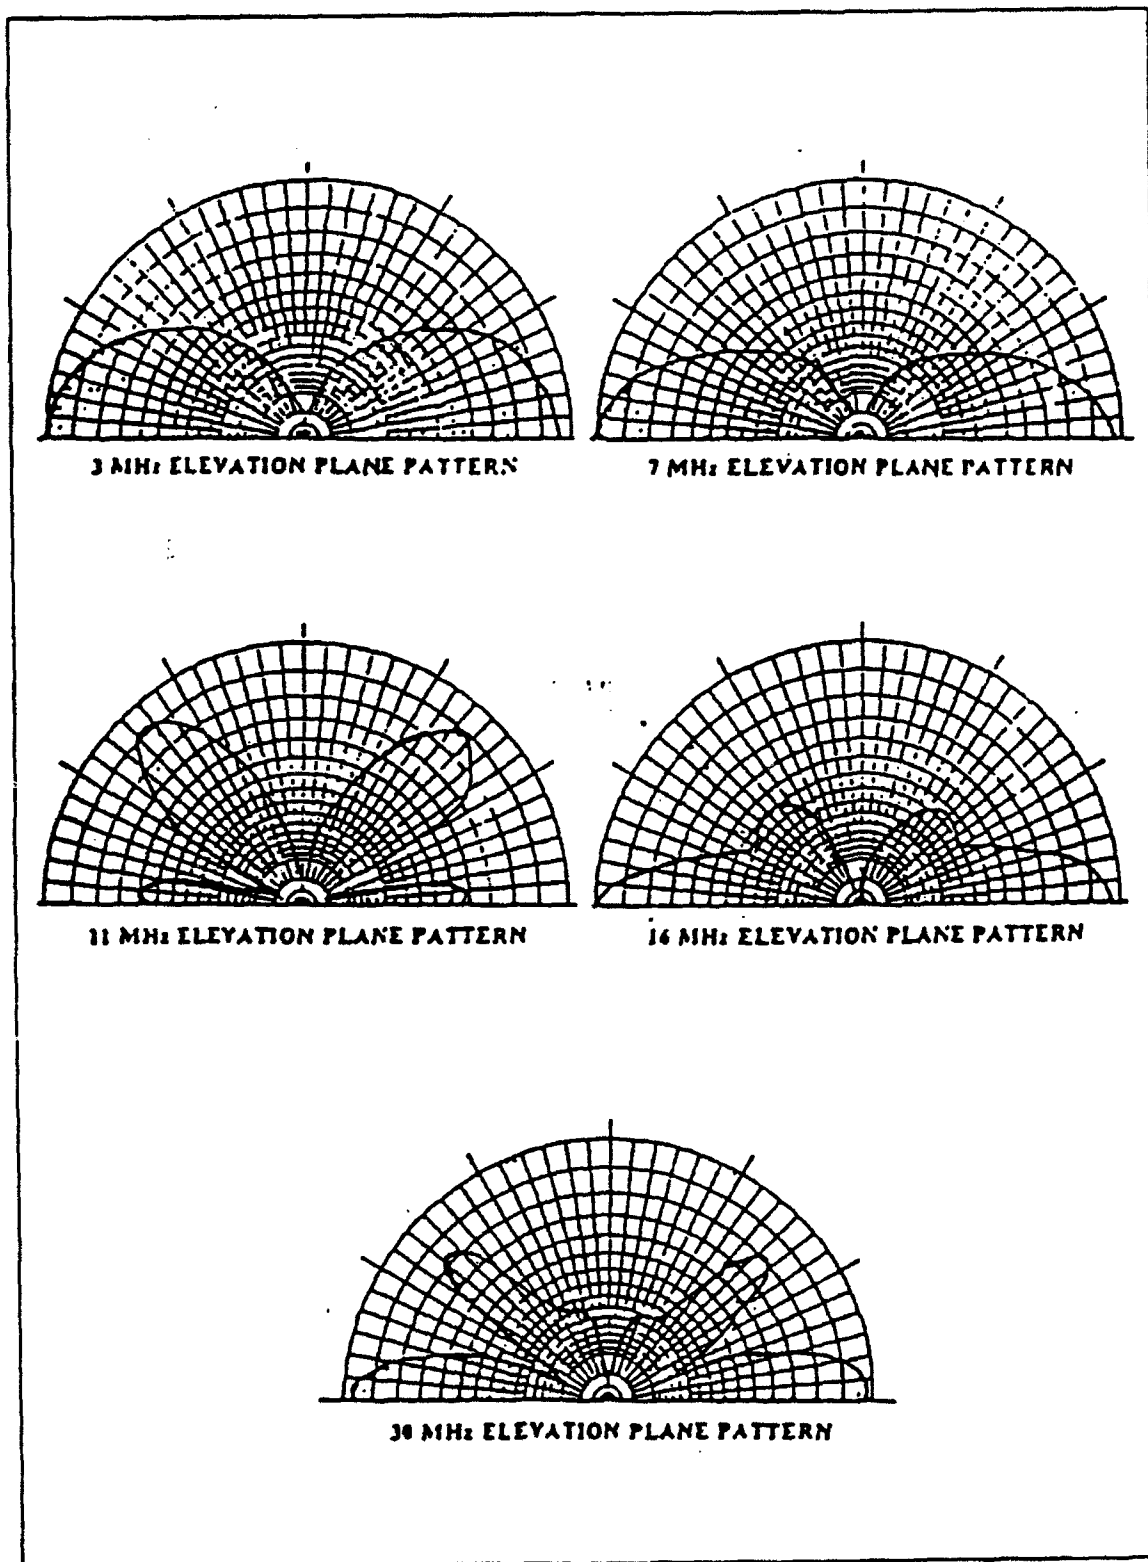 3 MHz ELEVATION PLANE PATTERN
7 MHz ELEVATION PLANE PATTERN
11 MHz ELEVATION PLANE PATTERN
16 MHz ELEVATION PLANE PATTERN
30 MHz ELEVATION PLANE PATTERN